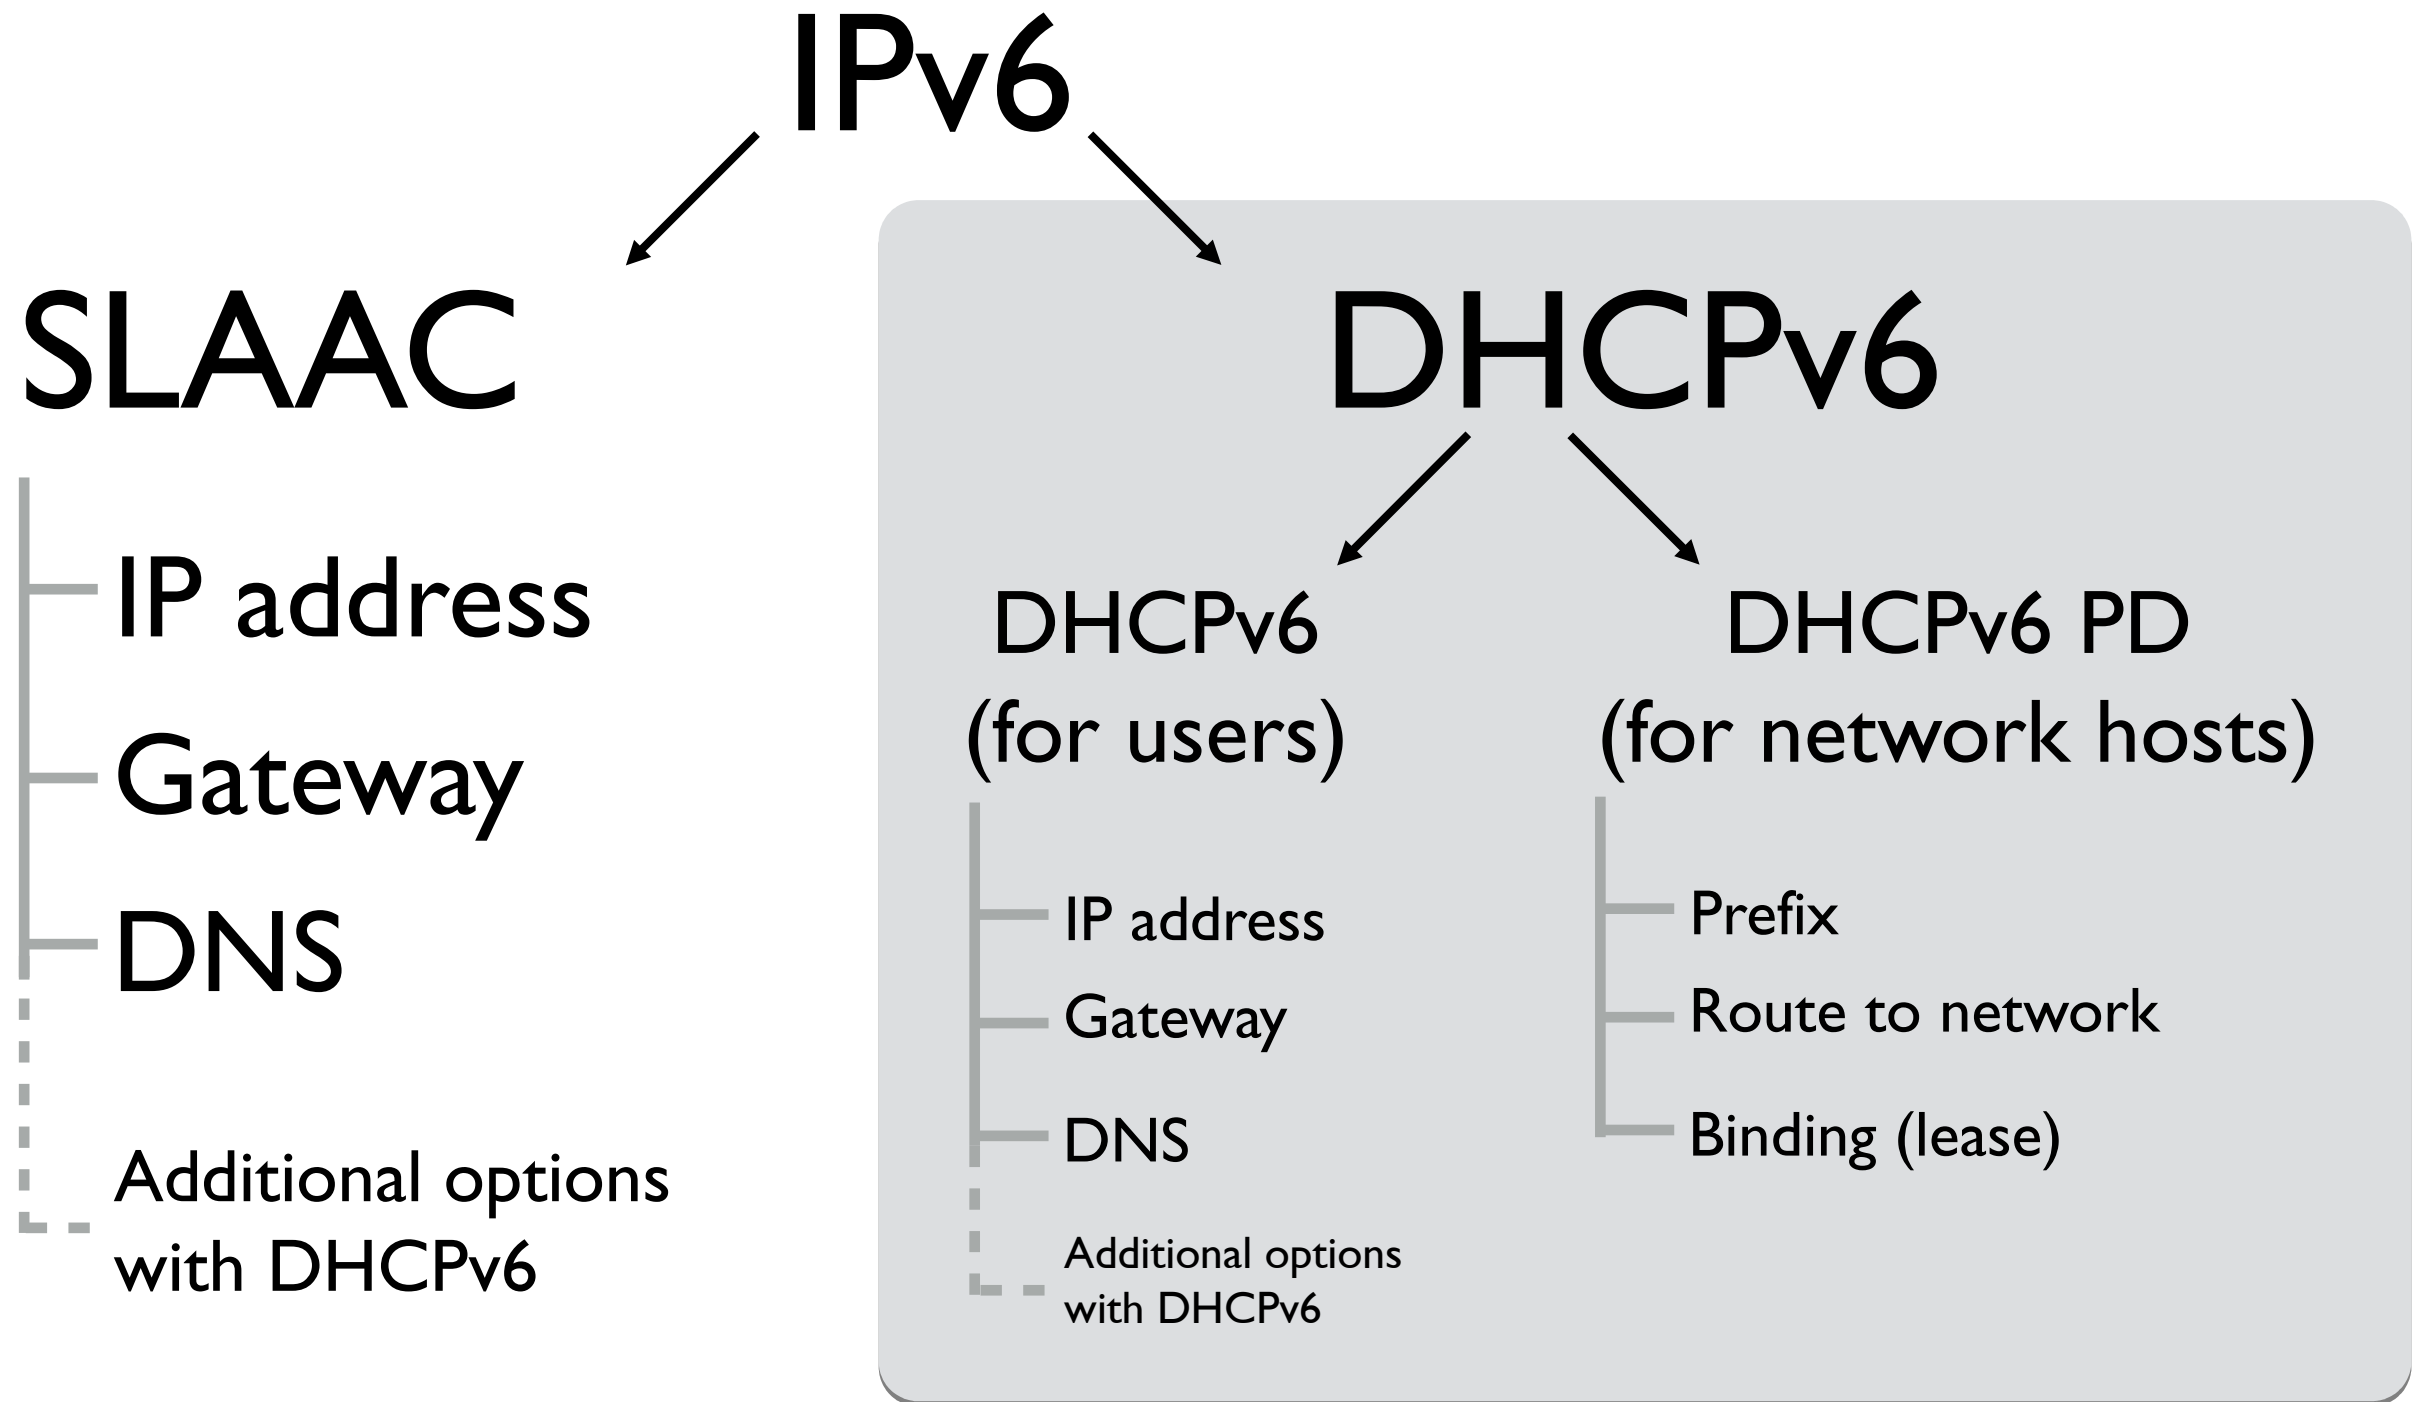 IPv6
SLAAC
IP address
Gateway
DNS
Additional options
with DHCPv6
DHCPv6
DHCPv6
(for users)
IP address
Gateway
DNS
Additional options
with DHCPv6
DHCPv6 PD
(for network hosts)
Prefix
Route to network
Binding (lease)